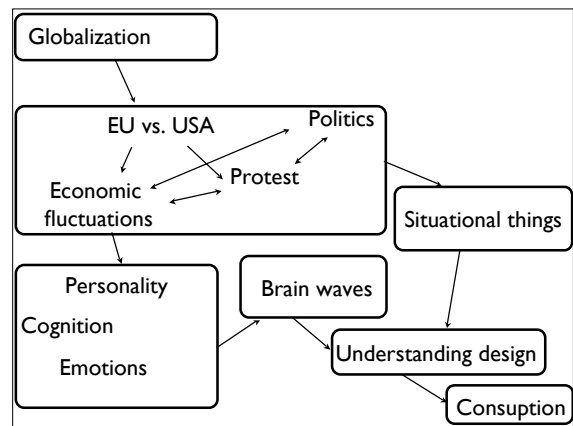 Globalization
Politics
EU vs. USA
Protest
Economic
fluctuations
Situational things
Personality
Brain waves
Cognition
Emotions
Understanding design
Consuption